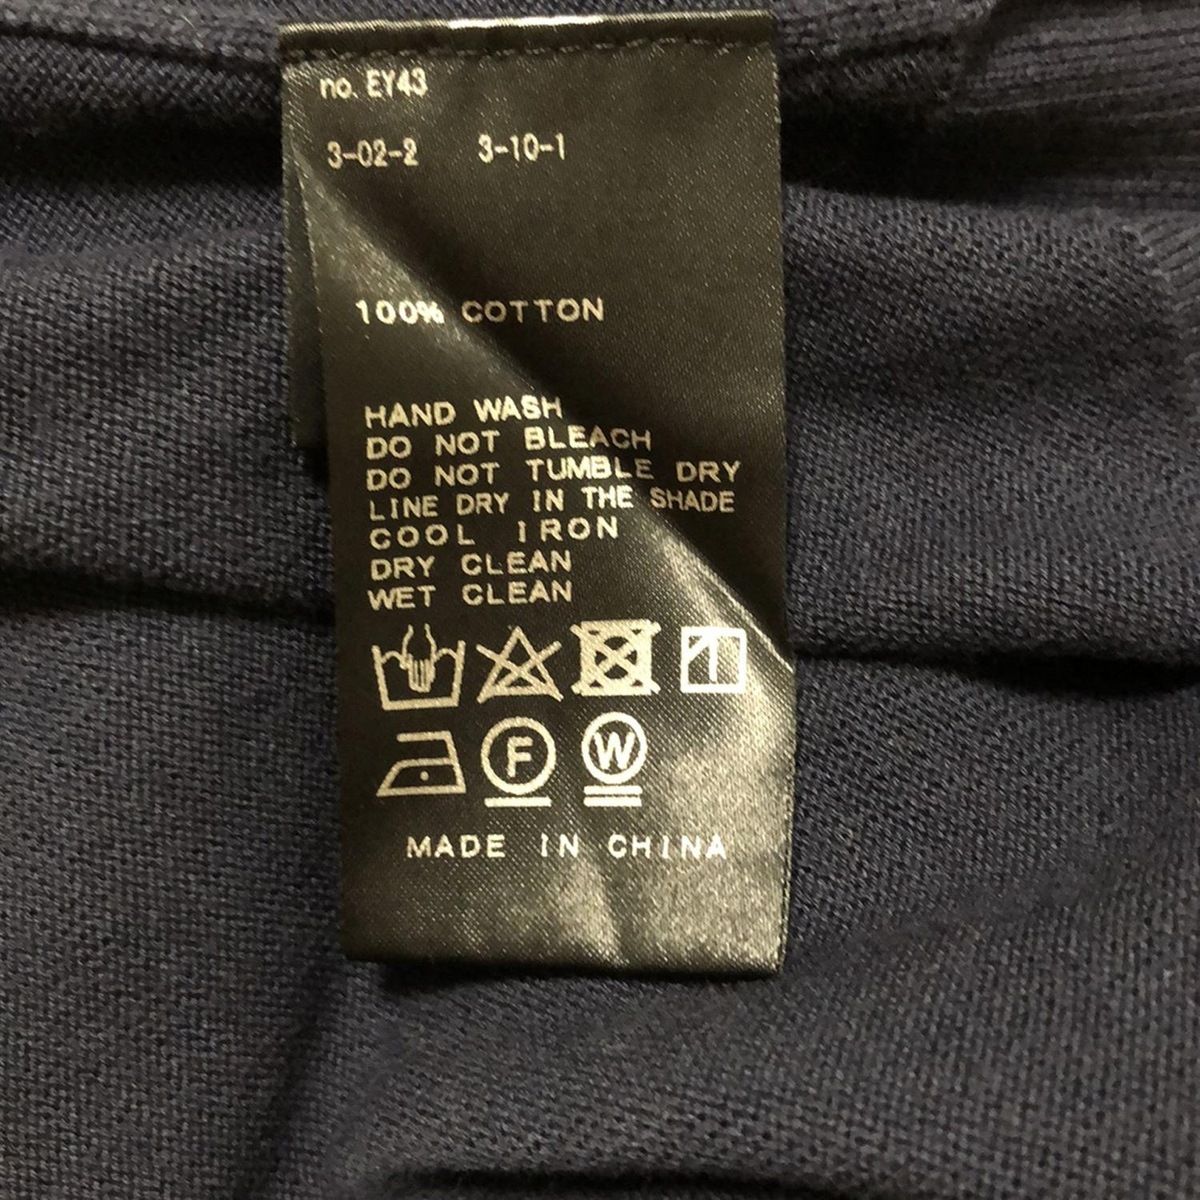 no. EY43
3-02-2 3-10-1
100% COTTON
HAND WASH
DO NOT BLEACH
DO NOT TUMBLE DRY
LINE DRY IN THE SHADE
COOL IRON
DRY CLEAN
WET CLEAN
F W
MADE IN CHINA